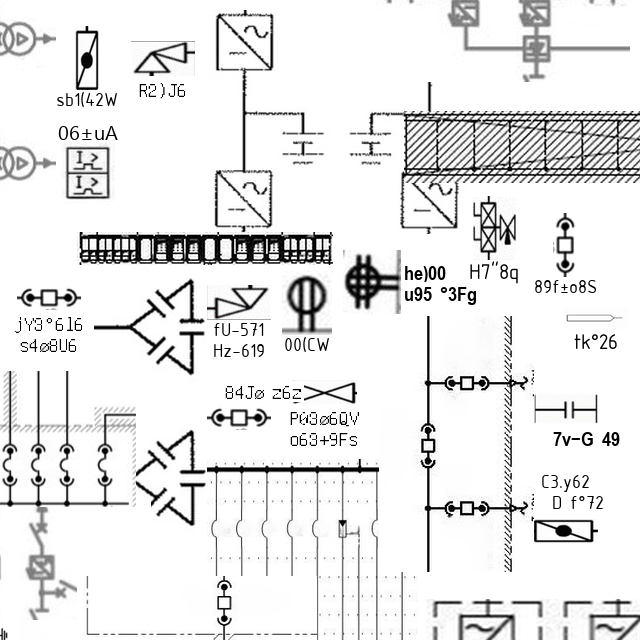 sb1(42W
R2)J6
06±uA
H7"8q
89f±o8S
he)00
u95 °3Fg
jY3°6l6
s4ø8U6
fU-571
Hz-619
00(CW
tk°26
84Jø z6z
P03ø6QV
o63+9Fs
7v-G 49
C3.y62
D f°72